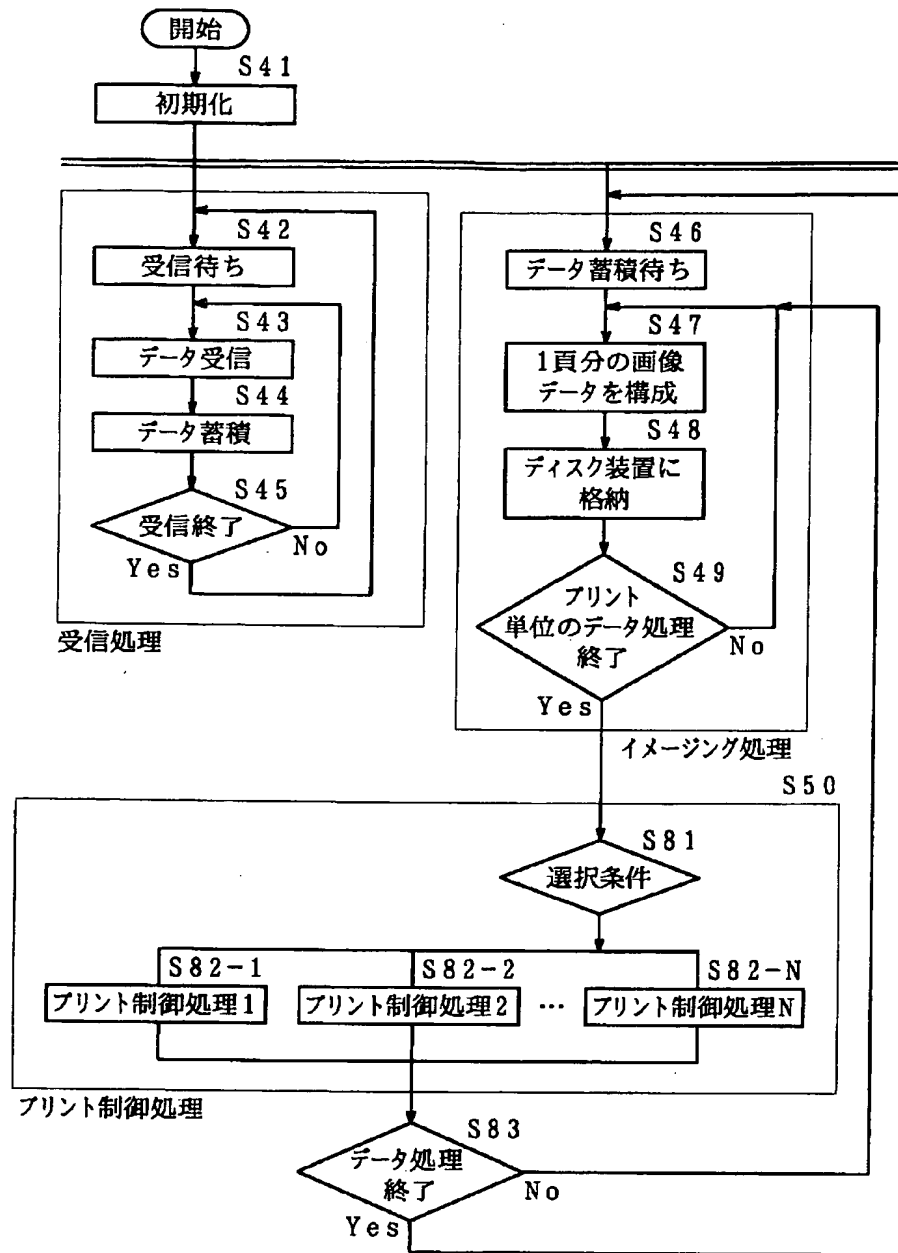 開始
S41
初期化
S42
受信待ち
S43
データ受信
S44
データ蓄積
S45
受信終了
No
Yes
受信処理
S46
データ蓄積待ち
S47
1頁分の画像
データを構成
S48
ディスク装置に
格納
S49
プリント
単位のデータ処理
終了
No
Yes
イメージング処理
S50
S81
選択条件
S82-1
プリント制御処理1
S82-2
プリント制御処理2
…
S82-N
プリント制御処理N
プリント制御処理
S83
データ処理
終了
No
Yes